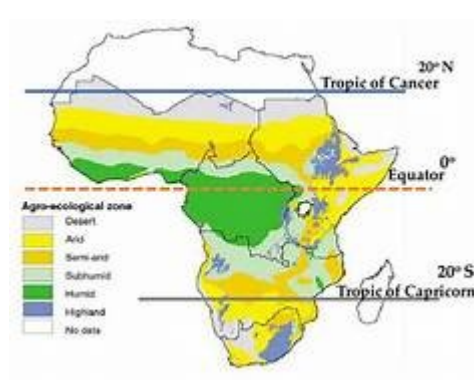 20° N
Tropic of Cancer
0°
Equator
Agro-ecological zone
Desert
Arid
Semi-arid
Subhumid
Humid
Highland
No data
20° S
Tropic of Capricorn